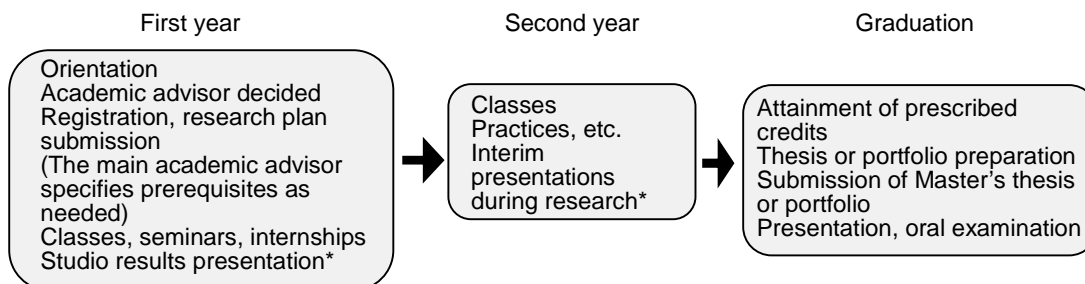 First year
Second year
Graduation
Orientation
Academic advisor decided
Registration, research plan
submission
(The main academic advisor
specifies prerequisites as
needed)
Classes, seminars, internships
Studio results presentation*
Classes
Practices, etc.
Interim
presentations
during research*
Attainment of prescribed
credits
Thesis or portfolio preparation
Submission of Master’s thesis
or portfolio
Presentation, oral examination